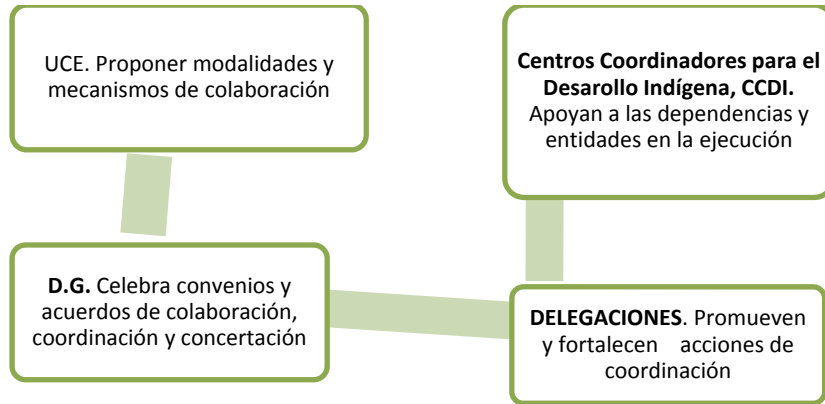 UCE. Proponer modalidades y
mecanismos de colaboración
D.G. Celebra convenios y
acuerdos de colaboración,
coordinación y concertación
DELEGACIONES. Promueven
y fortalecen acciones de
coordinación
Centros Coordinadores para el
Desarollo Indígena, CCDI.
Apoyan a las dependencias y
entidades en la ejecución